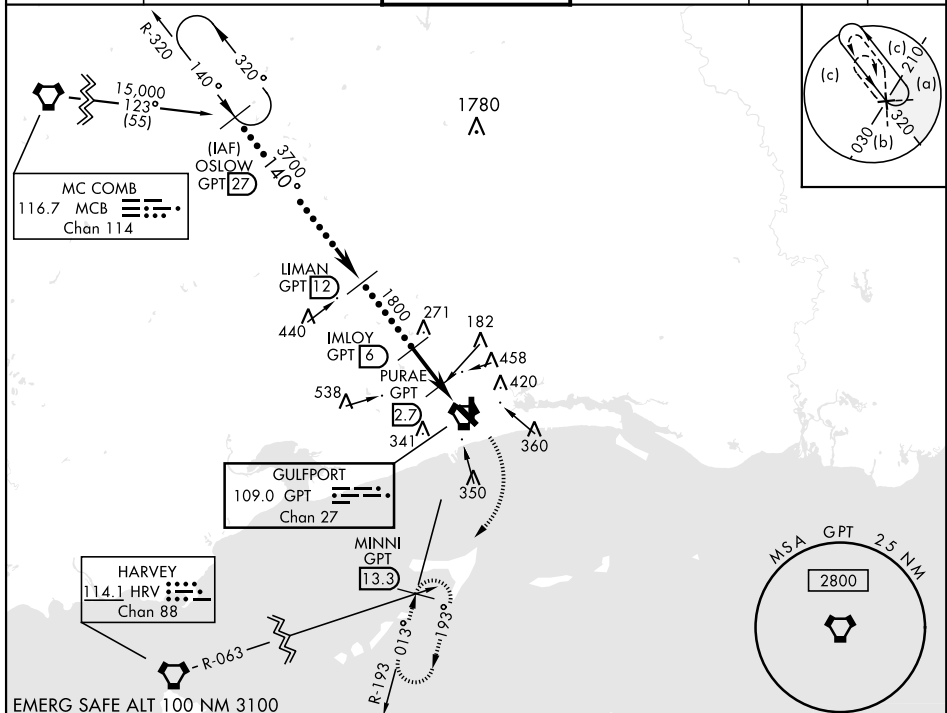 R-320
140°
320°
15,000
123°
(55)
1780
(c)
(c)
210
(a)
030
(b)
320
(IAF)
OSLOW
GPT 27
3700
140°
MC COMB
116.7 MCB
Chan 114
LIMAN
GPT 12
1800
440
271
182
IMLOY
GPT 6
458
PURAE
GPT
2.7
420
538
341
360
350
GULFPORT
109.0 GPT
Chan 27
MINNI
GPT
13.3
HARVEY
114.1 HRV
Chan 88
R-063
013°
193°
R-193
MSA GPT 25 NM
2800
EMERG SAFE ALT 100 NM 3100